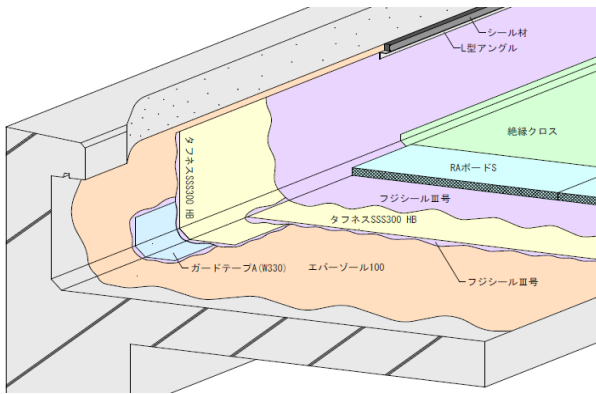 シール材
L型アングル
絶縁クロス
RAボードS
タフネスSSS300 HB
フジシールⅢ号
タフネスSSS300 HB
ガードテープA(W330)
エバーゾール100
フジシールⅢ号